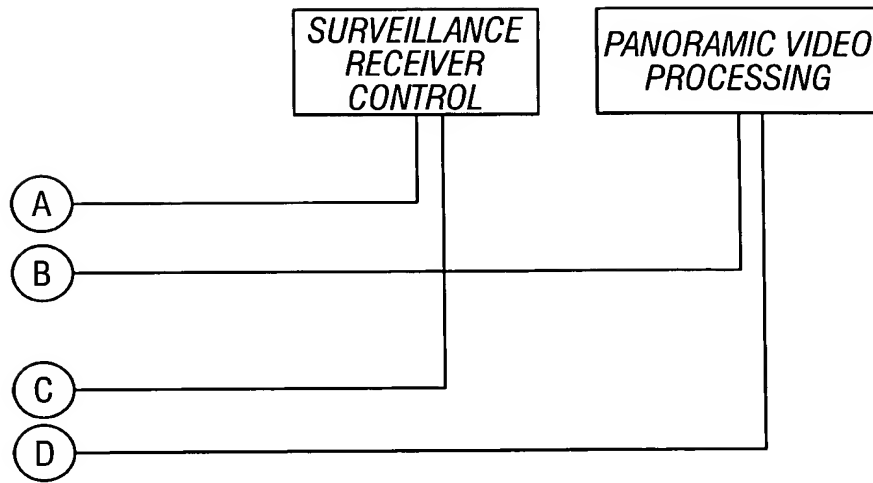 SURVEILLANCE
RECEIVER
CONTROL
PANORAMIC VIDEO
PROCESSING
A
B
C
D